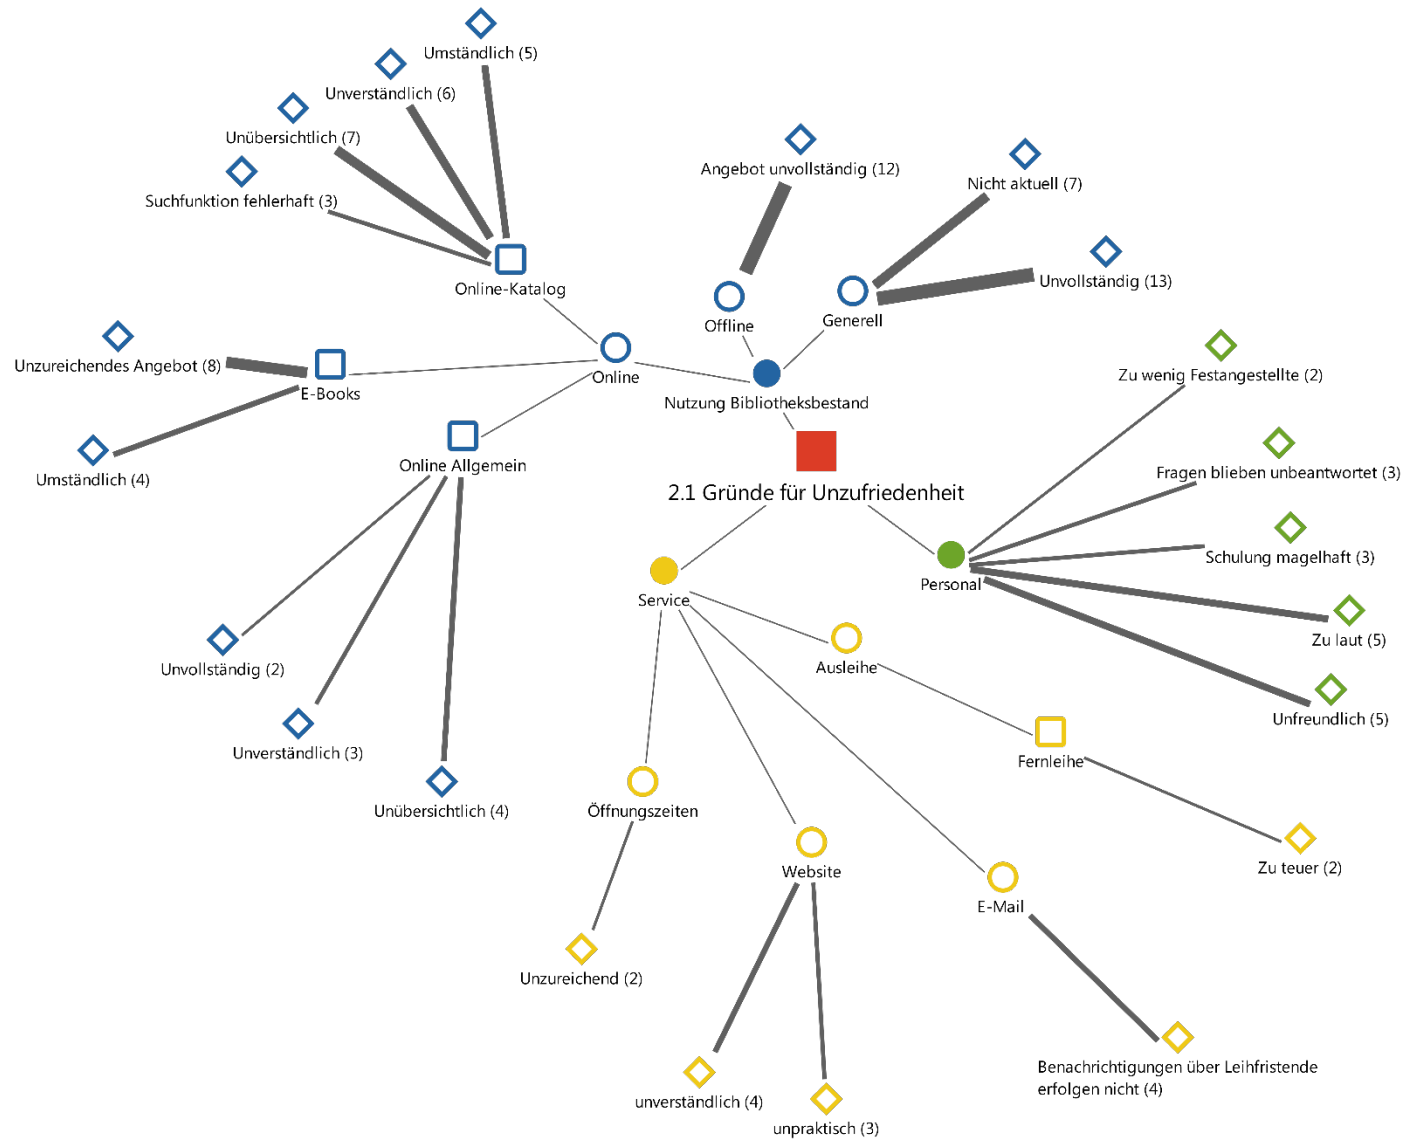 Umständlich (5)
Unverständlich (6)
Unübersichtlich (7)
Suchfunktion fehlerhaft (3)
Online-Katalog
Angebot unvollständig (12)
Nicht aktuell (7)
Unvollständig (13)
Offline
Generell
Unzureichendes Angebot (8)
E-Books
Umständlich (4)
Online
Nutzung Bibliotheksbestand
Online Allgemein
2.1 Gründe für Unzufriedenheit
Zu wenig Festangestellte (2)
Fragen blieben unbeantwortet (3)
Schulung magelhaft (3)
Personal
Zu laut (5)
Unfreundlich (5)
Service
Ausleihe
Fernleihe
Zu teuer (2)
Unvollständig (2)
Unverständlich (3)
Unübersichtlich (4)
Öffnungszeiten
Website
E-Mail
Unzureichend (2)
unverständlich (4)
unpraktisch (3)
Benachrichtigungen über Leihfristende
erfolgen nicht (4)